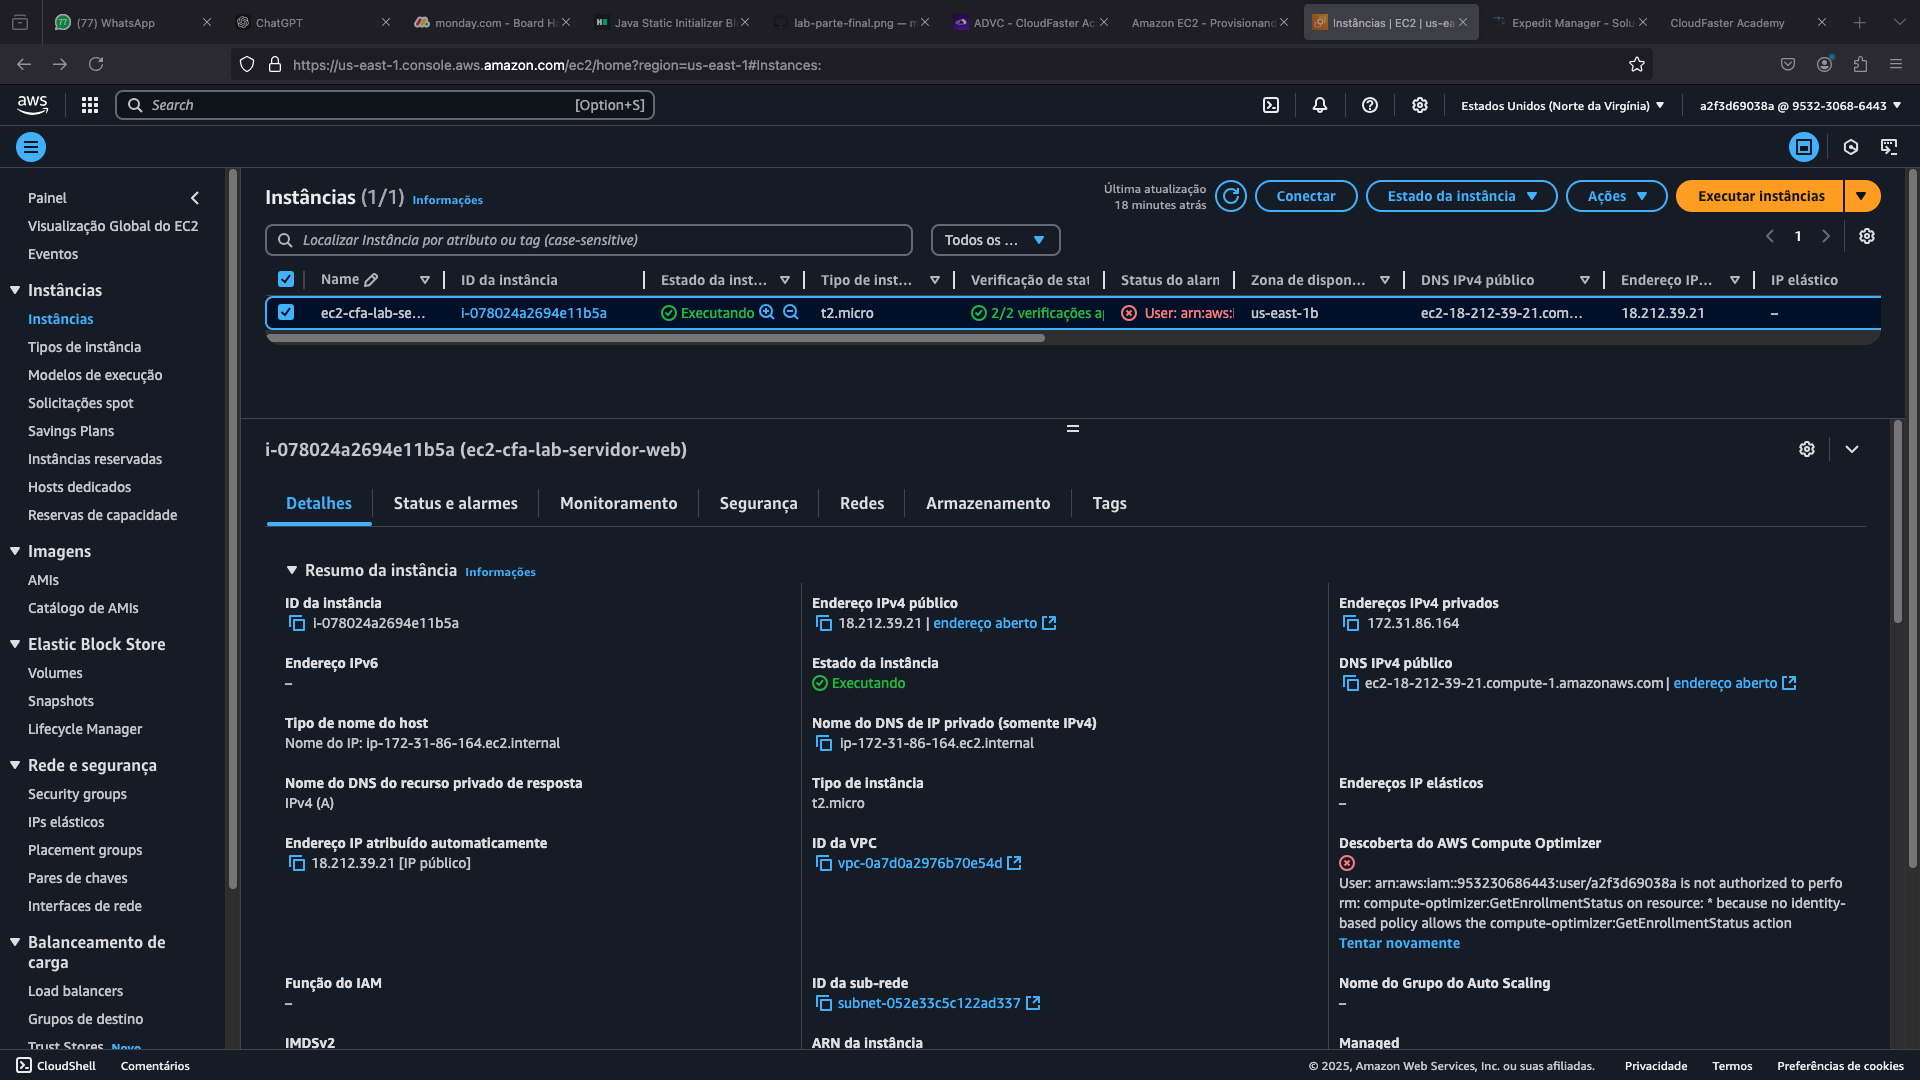 (77) WhatsApp
ChatGPT
monday.com - Board Ha
Java Static Initializer Bl
lab-parte-final.png — m
ADVC - CloudFaster Ac
Amazon EC2 - Provisionand
Instâncias | EC2 | us-ea
Expedit Manager - Solu
CloudFaster Academy
https://us-east-1.console.aws.amazon.com/ec2/home?region=us-east-1#Instances:
aws
Search
[Option+S]
Estados Unidos (Norte da Virgínia)
a2f3d69038a @ 9532-3068-6443
Painel
Visualização Global do EC2
Eventos
Instâncias
Instâncias
Tipos de instância
Modelos de execução
Solicitações spot
Savings Plans
Instâncias reservadas
Hosts dedicados
Reservas de capacidade
Imagens
AMIs
Catálogo de AMIs
Elastic Block Store
Volumes
Snapshots
Lifecycle Manager
Rede e segurança
Security groups
IPs elásticos
Placement groups
Pares de chaves
Interfaces de rede
Balanceamento de
carga
Load balancers
Grupos de destino
Trust Stores Novo
Instâncias (1/1) Informações
Última atualização
18 minutes atrás
Conectar
Estado da instância
Ações
Executar instâncias
Localizar Instância por atributo ou tag (case-sensitive)
Todos os ...
1
Name
ID da instância
Estado da inst...
Tipo de inst...
Verificação de stat
Status do alarn
Zona de dispon...
DNS IPv4 público
Endereço IP...
IP elástico
ec2-cfa-lab-se...
i-078024a2694e11b5a
Executando
t2.micro
2/2 verificações a
User: arn:aws:i
us-east-1b
ec2-18-212-39-21.com...
18.212.39.21
–
i-078024a2694e11b5a (ec2-cfa-lab-servidor-web)
Detalhes
Status e alarmes
Monitoramento
Segurança
Redes
Armazenamento
Tags
Resumo da instância Informações
ID da instância
i-078024a2694e11b5a
Endereço IPv4 público
18.212.39.21 | endereço aberto
Endereços IPv4 privados
172.31.86.164
Endereço IPv6
–
Estado da instância
Executando
DNS IPv4 público
ec2-18-212-39-21.compute-1.amazonaws.com | endereço aberto
Tipo de nome do host
Nome do IP: ip-172-31-86-164.ec2.internal
Nome do DNS de IP privado (somente IPv4)
ip-172-31-86-164.ec2.internal
Nome do DNS do recurso privado de resposta
IPv4 (A)
Tipo de instância
t2.micro
Endereços IP elásticos
–
Endereço IP atribuído automaticamente
18.212.39.21 [IP público]
ID da VPC
vpc-0a7d0a2976b70e54d
Descoberta do AWS Compute Optimizer
User: arn:aws:iam::953230686443:user/a2f3d69038a is not authorized to perfo
rm: compute-optimizer:GetEnrollmentStatus on resource: * because no identity-
based policy allows the compute-optimizer:GetEnrollmentStatus action
Tentar novamente
Função do IAM
–
ID da sub-rede
subnet-052e33c5c122ad337
Nome do Grupo do Auto Scaling
–
IMDSv2
ARN da instância
Managed
CloudShell
Comentários
© 2025, Amazon Web Services, Inc. ou suas afiliadas.
Privacidade
Termos
Preferências de cookies